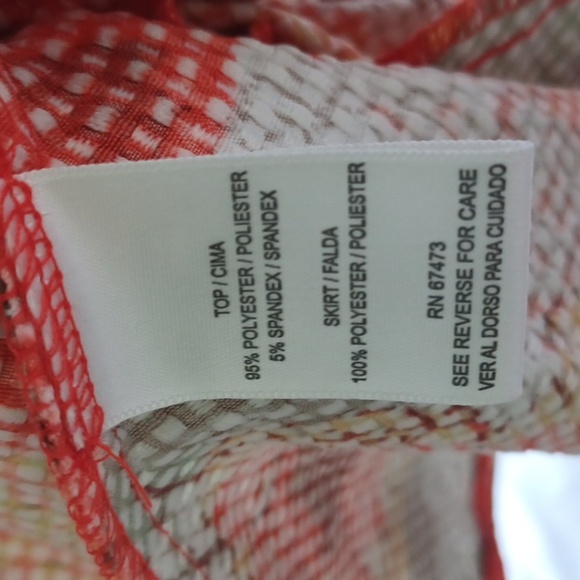 TOP / CIMA
95% POLYESTER / POLIESTER
5% SPANDEX / SPANDEX
SKIRT / FALDA
100% POLYESTER / POLIESTER
RN 67473
SEE REVERSE FOR CARE
VER AL DORSO PARA CUIDADO